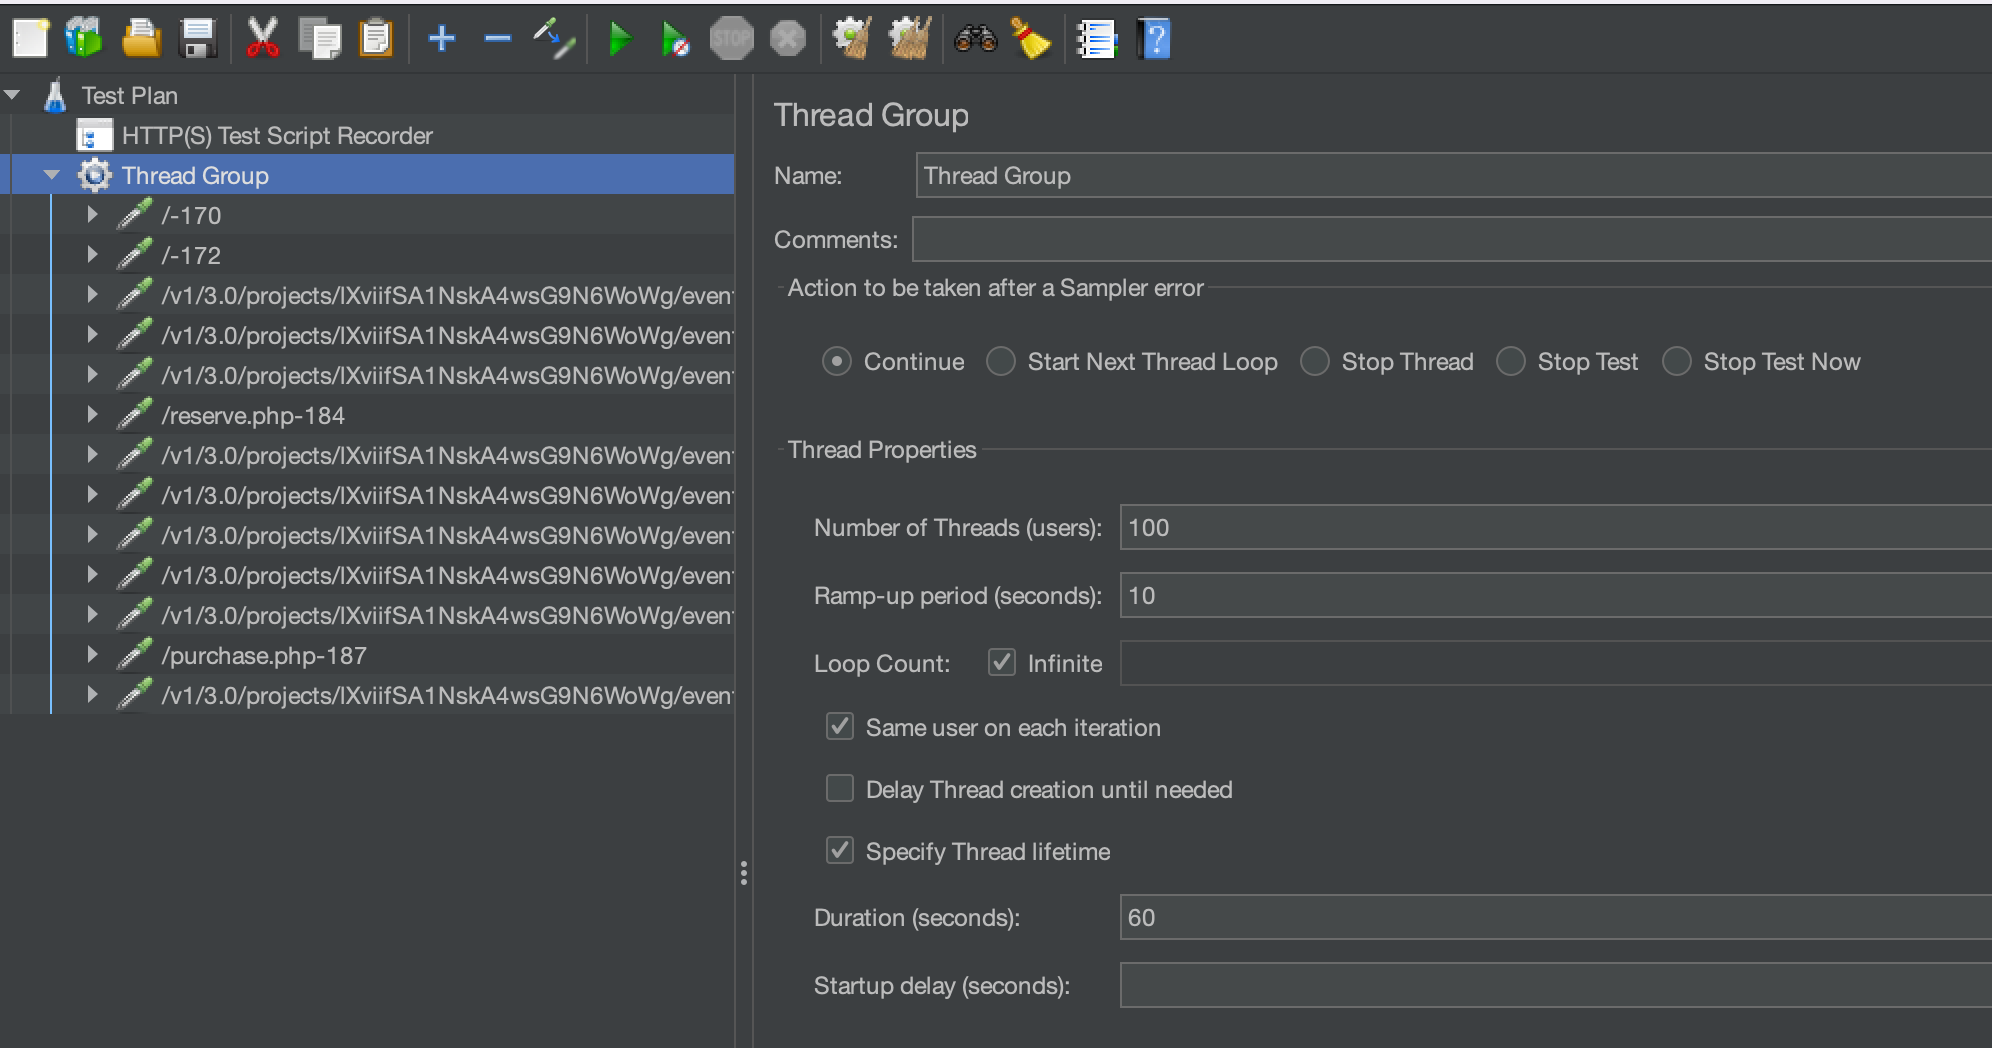 STOP
?
Test Plan
HTTP(S) Test Script Recorder
Thread Group
/-170
/-172
/v1/3.0/projects/lXviifSA1NskA4wsG9N6WoWg/even
/v1/3.0/projects/lXviifSA1NskA4wsG9N6WoWg/even
/v1/3.0/projects/lXviifSA1NskA4wsG9N6WoWg/even
/reserve.php-184
/v1/3.0/projects/lXviifSA1NskA4wsG9N6WoWg/even
/v1/3.0/projects/lXviifSA1NskA4wsG9N6WoWg/even
/v1/3.0/projects/lXviifSA1NskA4wsG9N6WoWg/even
/v1/3.0/projects/lXviifSA1NskA4wsG9N6WoWg/even
/v1/3.0/projects/lXviifSA1NskA4wsG9N6WoWg/even
/purchase.php-187
/v1/3.0/projects/lXviifSA1NskA4wsG9N6WoWg/even
Thread Group
Name: Thread Group
Comments:
Action to be taken after a Sampler error
Continue Start Next Thread Loop Stop Thread Stop Test Stop Test Now
Thread Properties
Number of Threads (users): 100
Ramp-up period (seconds): 10
Loop Count: Infinite
Same user on each iteration
Delay Thread creation until needed
Specify Thread lifetime
Duration (seconds): 60
Startup delay (seconds):